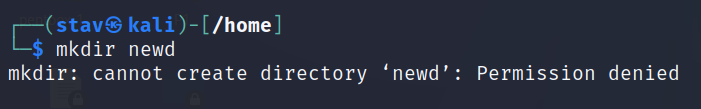 ┌──(stav㉿kali)-[/home]
└─$ mkdir newd
mkdir: cannot create directory ‘newd’: Permission denied